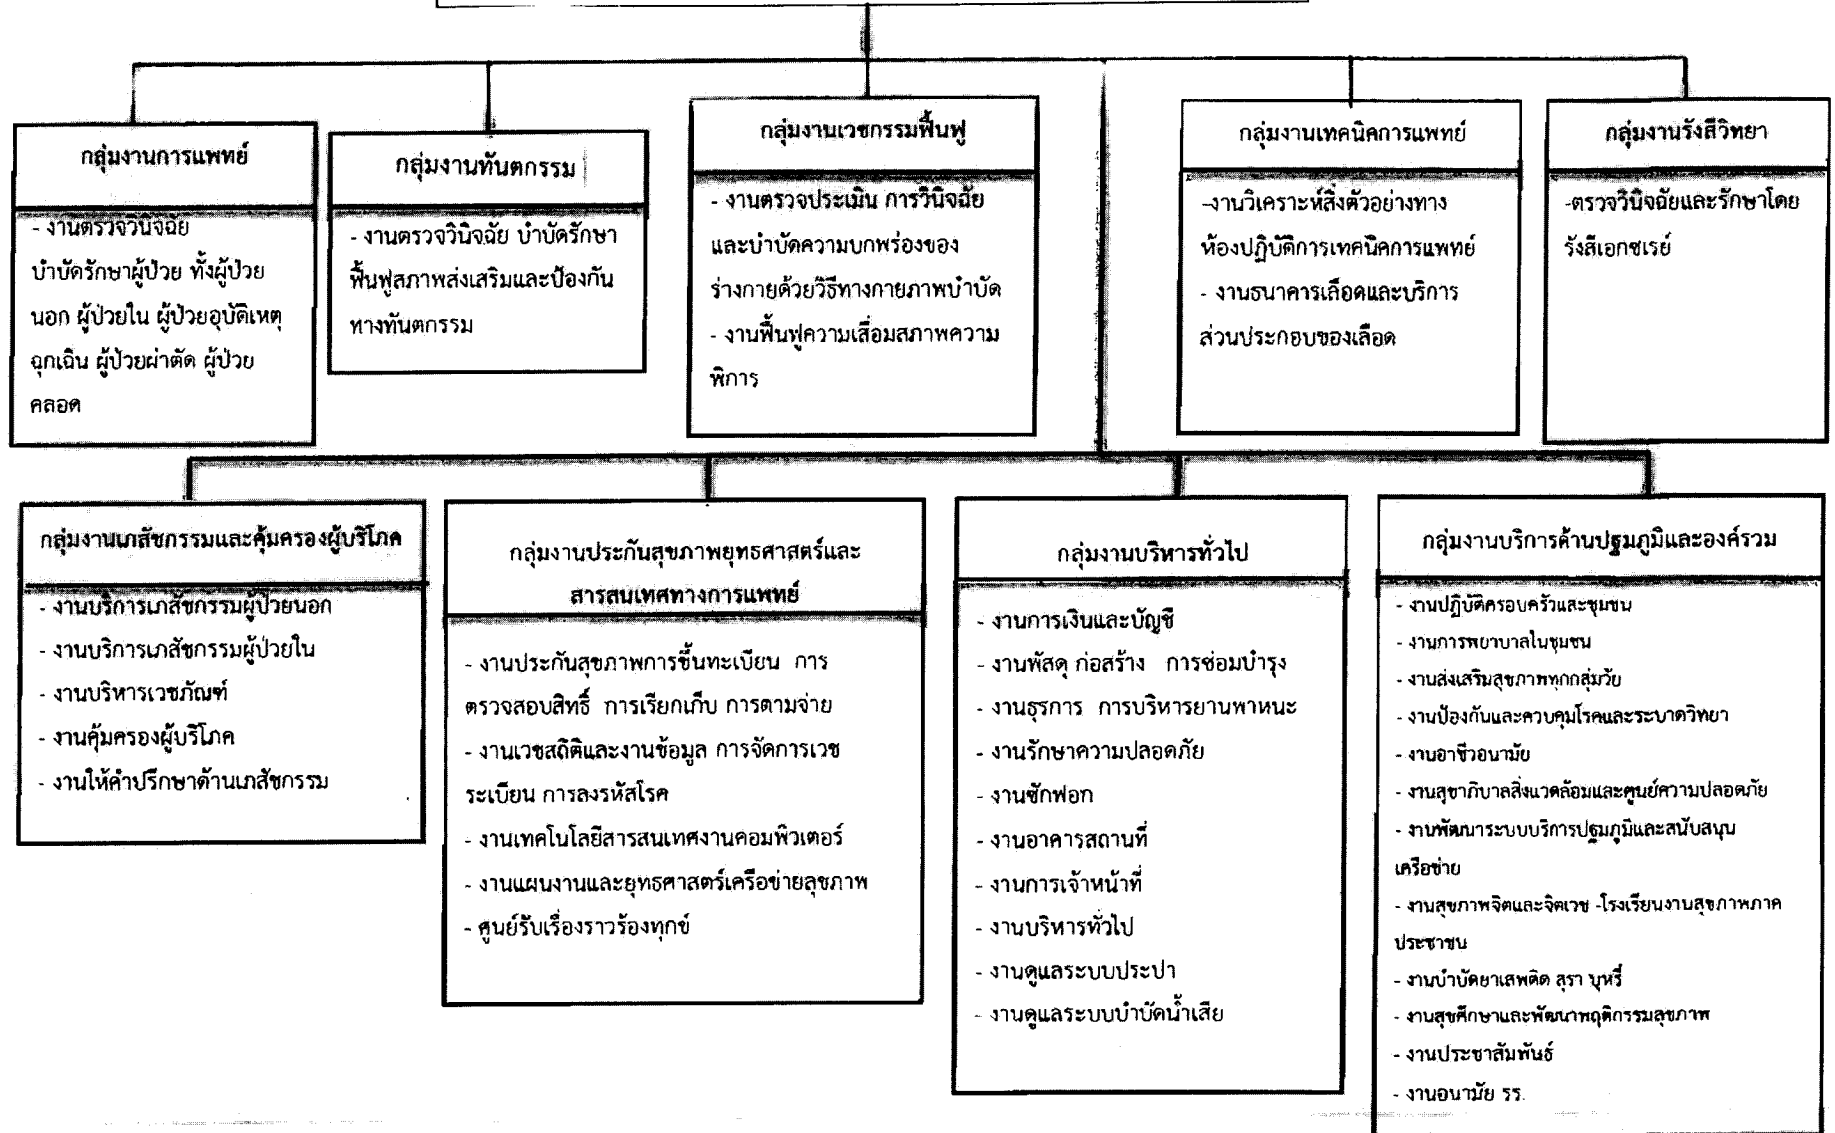 กลุ่มงานการแพทย์
- งานตรวจวินิจฉัย
บำบัดรักษาผู้ป่วย ทั้งผู้ป่วย
นอก ผู้ป่วยใน ผู้ป่วยอุบัติเหตุ
ฉุกเฉิน ผู้ป่วยผ่าตัด ผู้ป่วย
คลอด
กลุ่มงานทันตกรรม
- งานตรวจวินิจฉัย บำบัดรักษา
ฟื้นฟูสภาพส่งเสริมและป้องกัน
ทางทันตกรรม
กลุ่มงานเวชกรรมฟื้นฟู
- งานตรวจประเมิน การวินิจฉัย
และบำบัดความบกพร่องของ
ร่างกายด้วยวิธีทางกายภาพบำบัด
- งานฟื้นฟูความเสื่อมสภาพความ
พิการ
กลุ่มงานเทคนิคการแพทย์
-งานวิเคราะห์สิ่งตัวอย่างทาง
ห้องปฏิบัติการเทคนิคการแพทย์
- งานธนาคารเลือดและบริการ
ส่วนประกอบของเลือด
กลุ่มงานรังสีวิทยา
-ตรวจวินิจฉัยและรักษาโดย
รังสีเอกซเรย์
กลุ่มงานเภสัชกรรมและคุ้มครองผู้บริโภค
- งานบริการเภสัชกรรมผู้ป่วยนอก
- งานบริการเภสัชกรรมผู้ป่วยใน
- งานบริหารเวชภัณฑ์
- งานคุ้มครองผู้บริโภค
- งานให้คำปรึกษาด้านเภสัชกรรม
กลุ่มงานประกันสุขภาพยุทธศาสตร์และ
สารสนเทศทางการแพทย์
- งานประกันสุขภาพการขึ้นทะเบียน การ
ตรวจสอบสิทธิ์ การเรียกเก็บ การตามจ่าย
- งานเวชสถิติและงานข้อมูล การจัดการเวช
ระเบียน การลงรหัสโรค
- งานเทคโนโลยีสารสนเทศงานคอมพิวเตอร์
- งานแผนงานและยุทธศาสตร์เครือข่ายสุขภาพ
- ศูนย์รับเรื่องราวร้องทุกข์
กลุ่มงานบริหารทั่วไป
- งานการเงินและบัญชี
- งานพัสดุ ก่อสร้าง การซ่อมบำรุง
- งานธุรการ การบริหารยานพาหนะ
- งานรักษาความปลอดภัย
- งานซักฟอก
- งานอาคารสถานที่
- งานการเจ้าหน้าที่
- งานบริหารทั่วไป
- งานดูแลระบบประปา
- งานดูแลระบบบำบัดน้ำเสีย
กลุ่มงานบริการด้านปฐมภูมิและองค์รวม
- งานปฏิบัติครอบครัวและชุมชน
- งานการพยาบาลในชุมชน
- งานส่งเสริมสุขภาพทุกกลุ่มวัย
- งานป้องกันและควบคุมโรคและระบาดวิทยา
- งานอาชีวอนามัย
- งานสุขาภิบาลสิ่งแวดล้อมและศูนย์ความปลอดภัย
- งานพัฒนาระบบบริการปฐมภูมิและสนับสนุน
เครือข่าย
- งานสุขภาพจิตและจิตเวช -โรงเรียนงานสุขภาพภาค
ประชาชน
- งานบำบัดยาเสพติด สุรา บุหรี่
- งานสุขศึกษาและพัฒนาพฤติกรรมสุขภาพ
- งานประชาสัมพันธ์
- งานอนามัย รร.